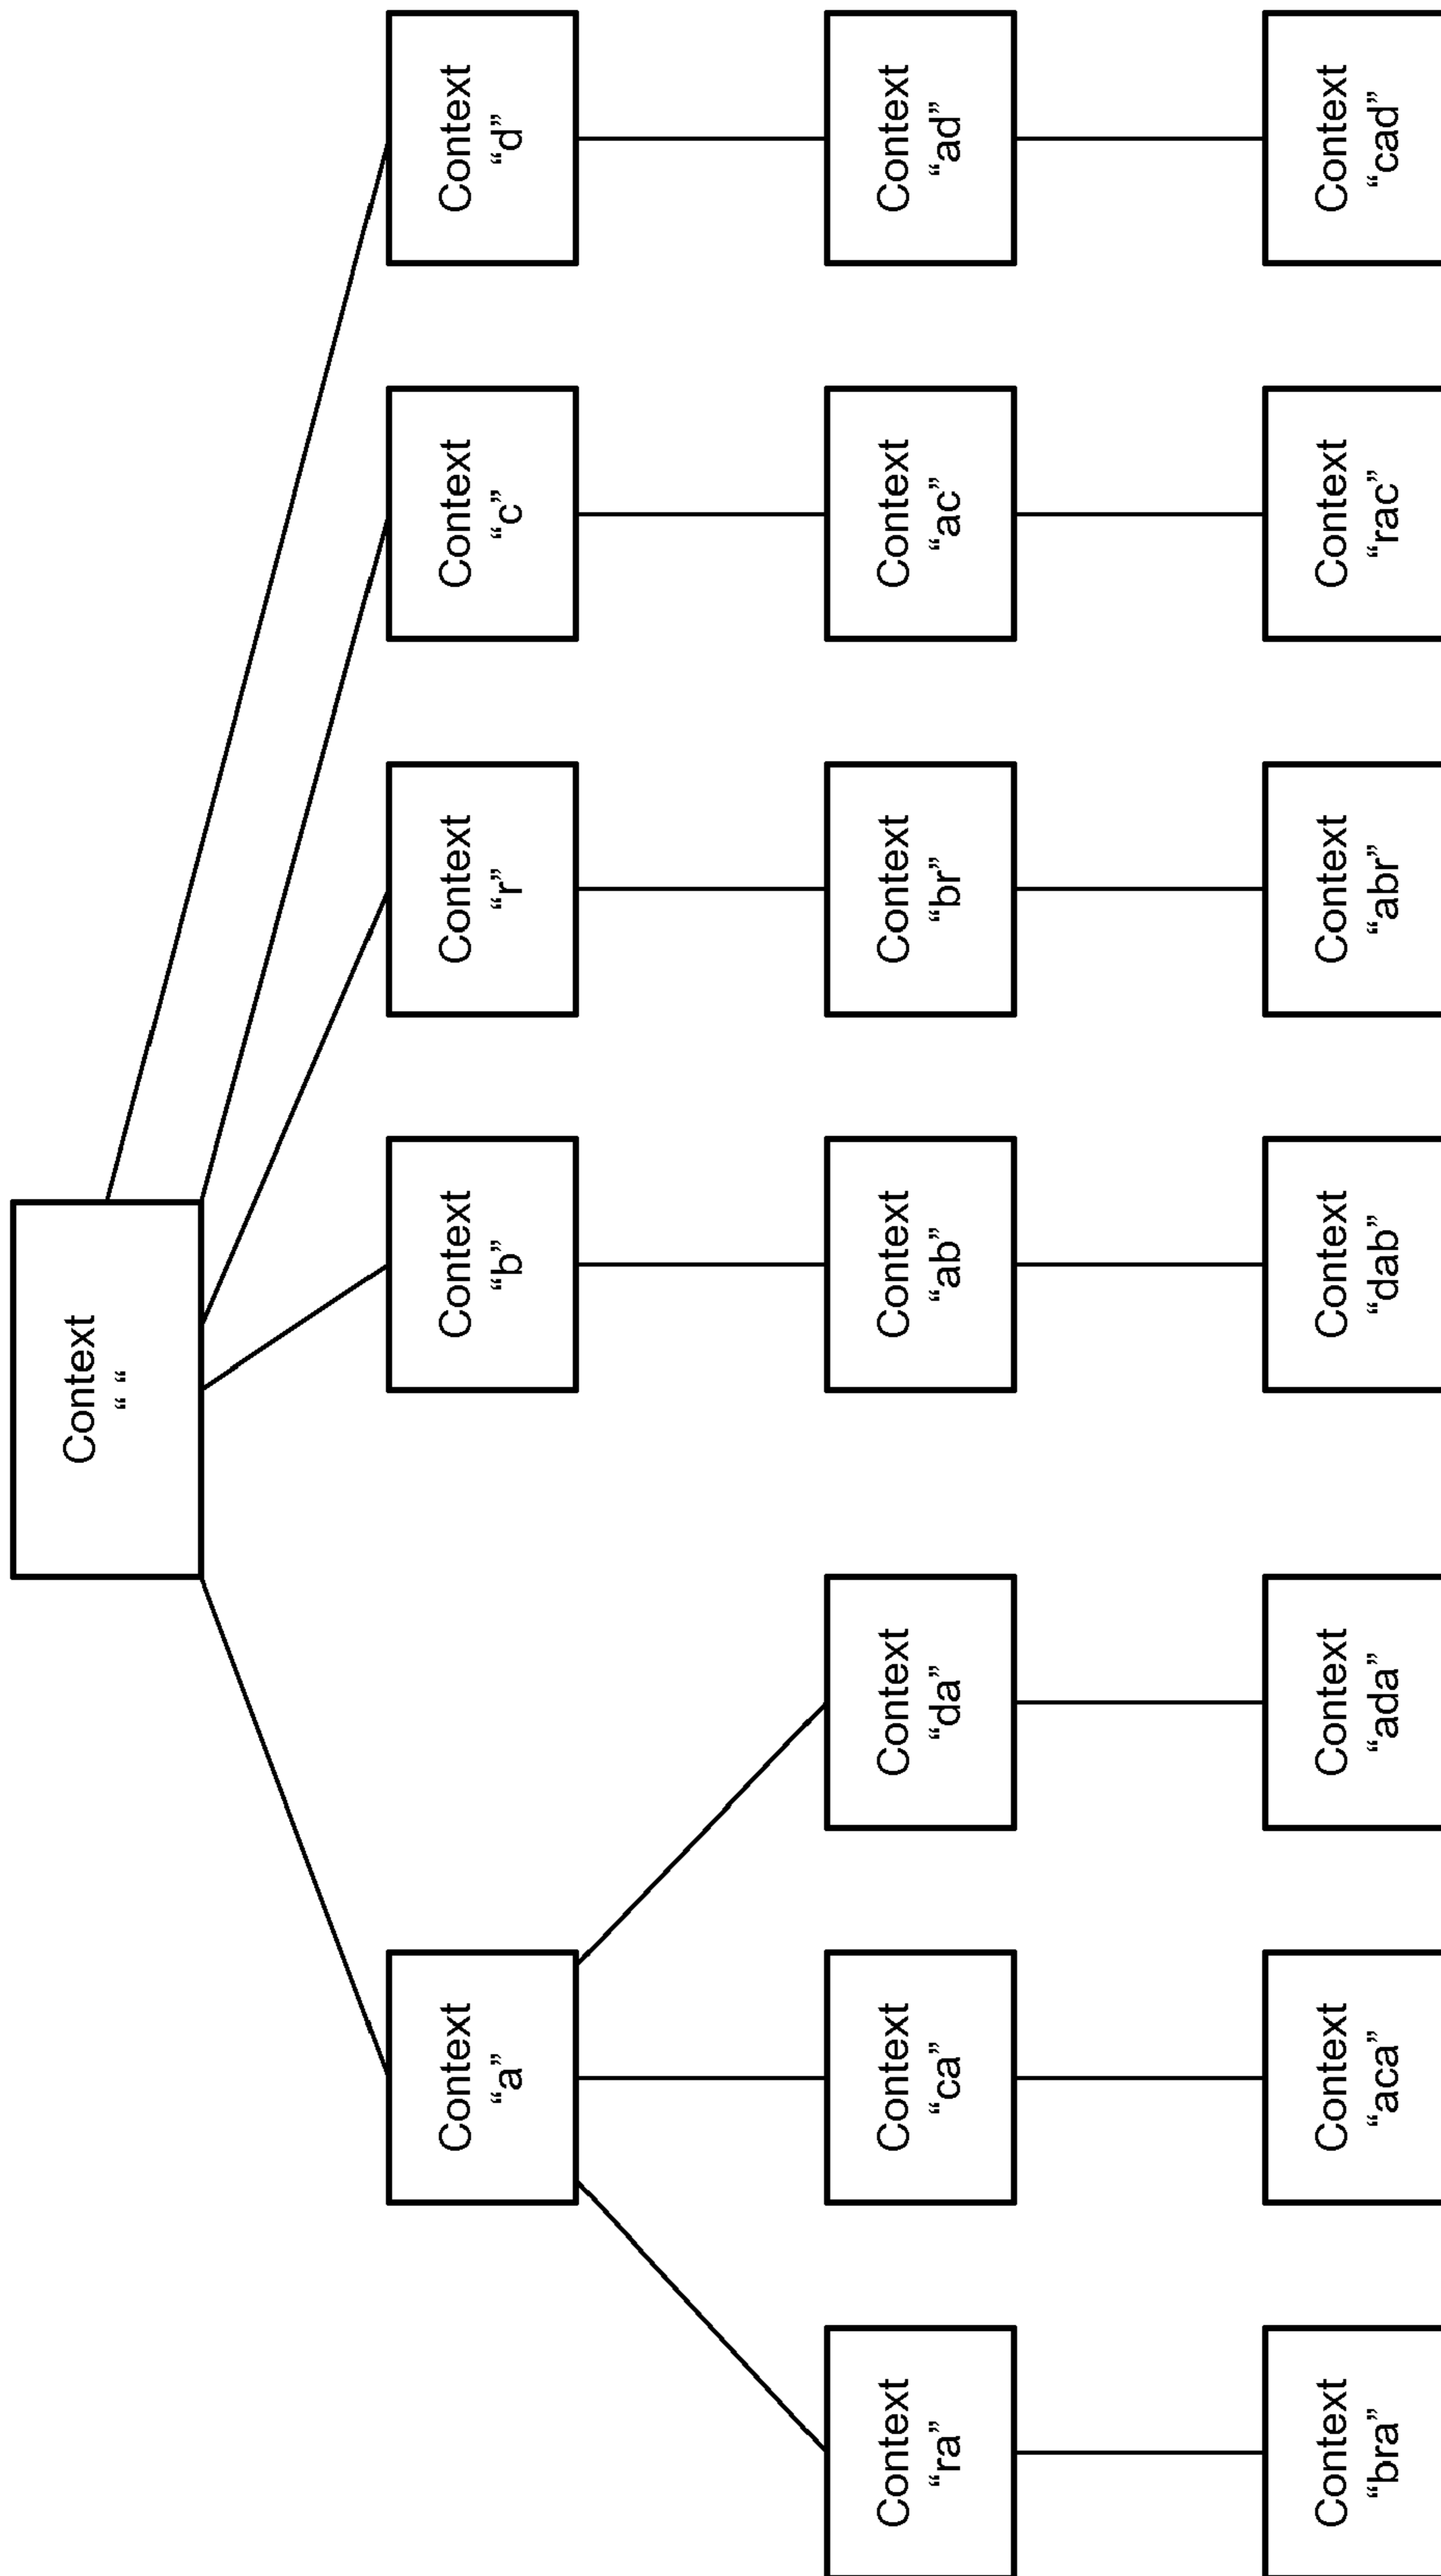 Context
“ “
Context
“a”
Context
“b”
Context
“r”
Context
“c”
Context
“d”
Context
“ra”
Context
“ca”
Context
“da”
Context
“ab”
Context
“br”
Context
“ac”
Context
“ad”
Context
“bra”
Context
“aca”
Context
“ada”
Context
“dab”
Context
“abr”
Context
“rac”
Context
“cad”